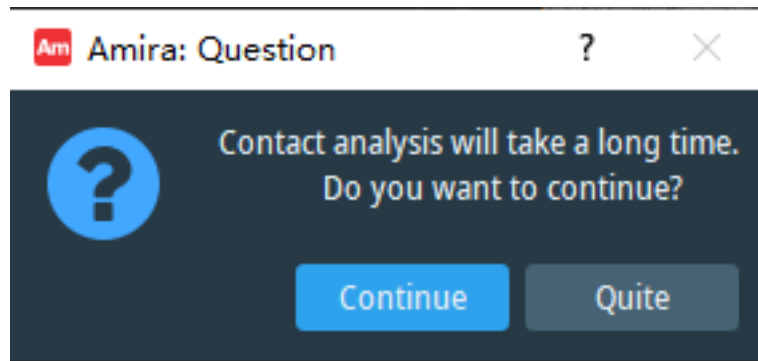 Am Amira: Question ?
Contact analysis will take a long time.
Do you want to continue?
Continue Quite